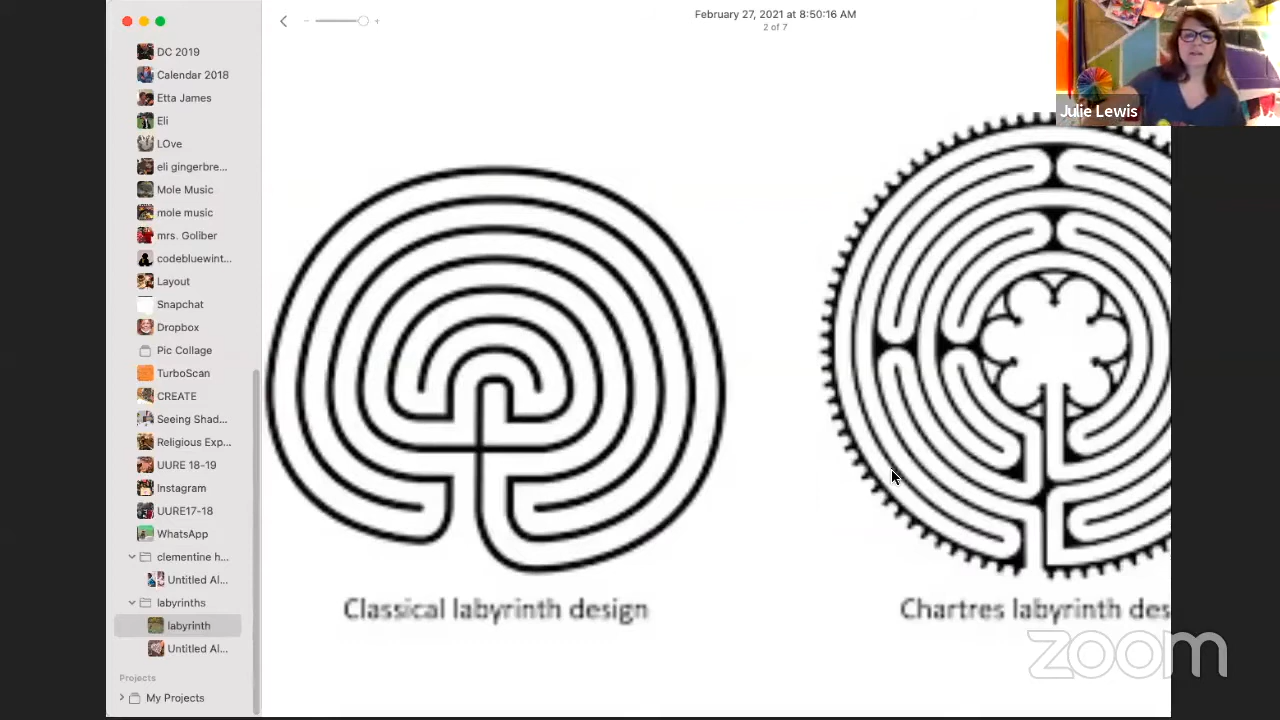 February 27, 2021 at 8:50:16 AM
2 of 7
Julie Lewis
DC 2019
Calendar 2018
Etta James
Eli
LOve
eli gingerbre...
Mole Music
mole music
mrs. Goliber
codebluewint...
Layout
Snapchat
Dropbox
Pic Collage
TurboScan
CREATE
Seeing Shad...
Religious Exp...
UURE 18-19
Instagram
UURE17-18
WhatsApp
clementine h...
Untitled Al...
labyrinths
labyrinth
Untitled Al...
Projects
My Projects
Classical labyrinth design
Chartres labyrinth des
zoom